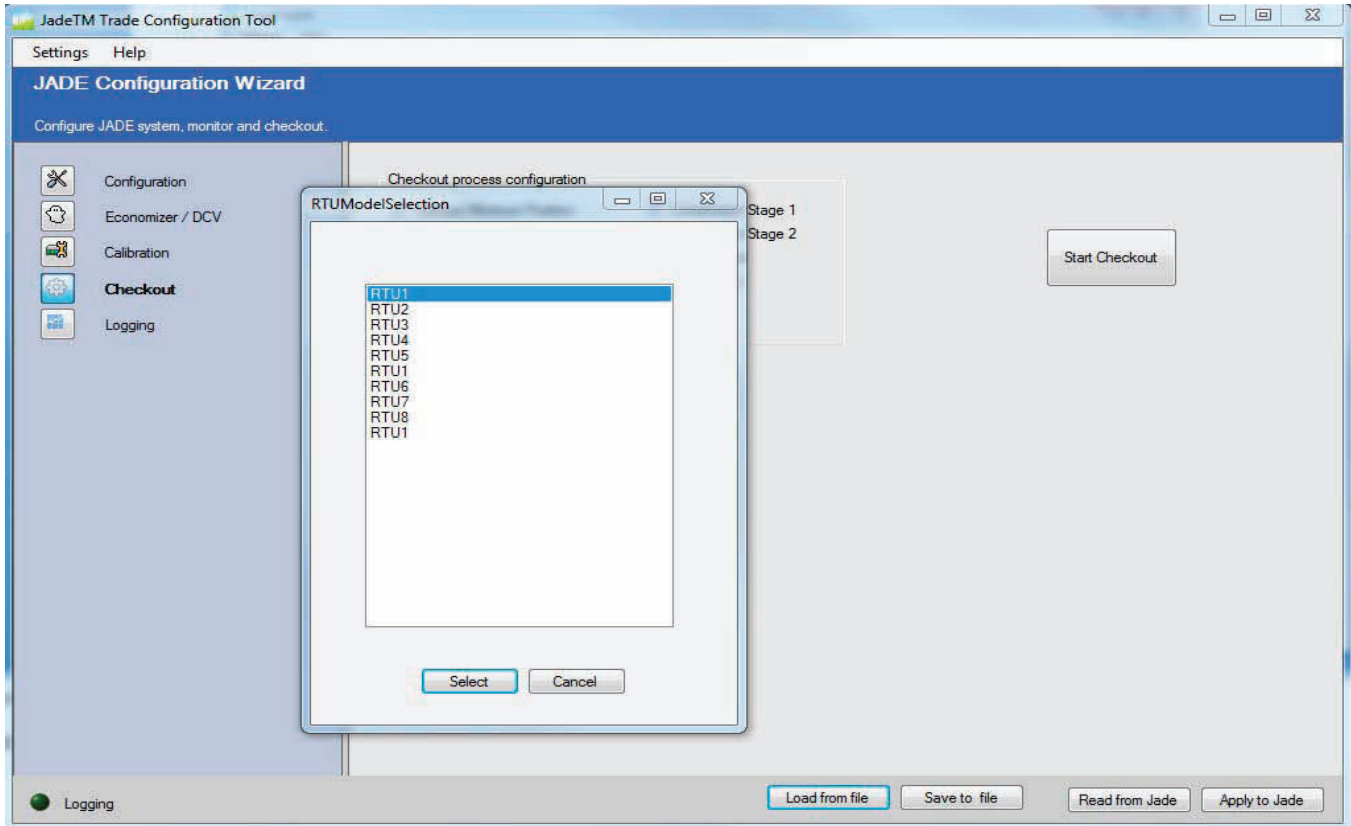 JadeTM Trade Configuration Tool
Settings Help
JADE Configuration Wizard
Configure JADE system, monitor and checkout.
Configuration
Economizer / DCV
Calibration
Checkout
Logging
Checkout process configuration
Stage 1
Stage 2
Start Checkout
RTUModelSelection
RTU1
RTU2
RTU3
RTU4
RTU5
RTU1
RTU6
RTU7
RTU8
RTU1
Select Cancel
Logging
Load from file Save to file Read from Jade Apply to Jade